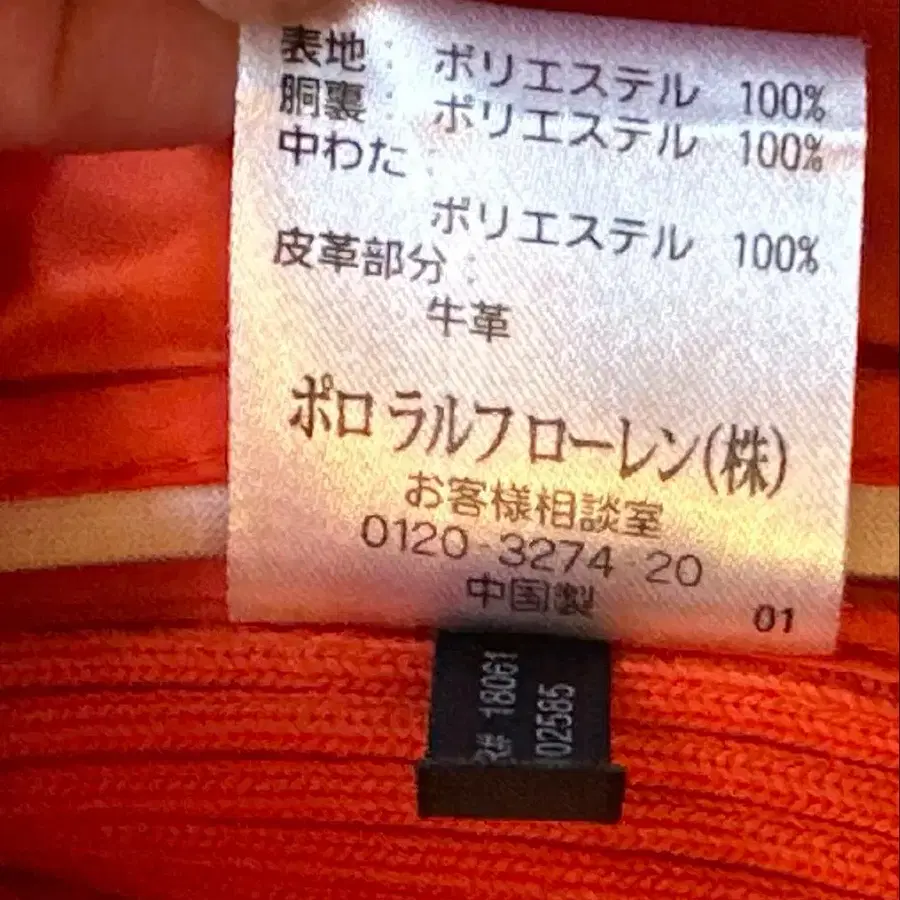 表地: ポリエステル 100%
胴裏: ポリエステル 100%
中わた:
ポリエステル 100%
皮革部分:
牛革
ポロ ラルフ ローレン(株)
お客様相談室
0120-3274-20
中国製
01
# 18061
02585